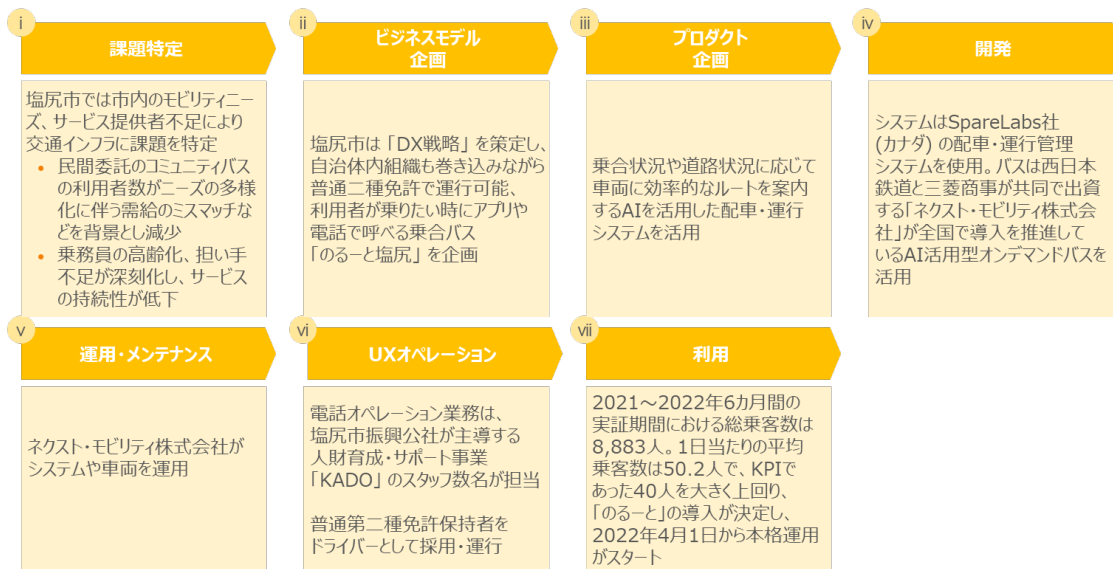 i
課題特定
塩尻市では市内のモビリティニー
ズ、サービス提供者不足により
交通インフラに課題を特定
• 民間委託のコミュニティバス
の利用者数がニーズの多様
化に伴う需給のミスマッチな
どを背景とし減少
• 乗務員の高齢化、担い手
不足が深刻化し、サービス
の持続性が低下
ii
ビジネスモデル
企画
塩尻市は「DX戦略」を策定し、
自治体内組織も巻き込みながら
普通二種免許で運行可能、
利用者が乗りたい時にアプリや
電話で呼べる乗合バス
「のるーと塩尻」を企画
iii
プロダクト
企画
乗合状況や道路状況に応じて
車両に効率的なルートを案内
するAIを活用した配車・運行
システムを活用
iv
開発
システムはSpareLabs社
(カナダ) の配車・運行管理
システムを使用。バスは西日本
鉄道と三菱商事が共同で出資
する「ネクスト・モビリティ株式会
社」が全国で導入を推進して
いるAI活用型オンデマンドバスを
活用
v
運用・メンテナンス
ネクスト・モビリティ株式会社が
システムや車両を運用
vi
UXオペレーション
電話オペレーション業務は、
塩尻市振興公社が主導する
人財育成・サポート事業
「KADO」のスタッフ数名が担当
普通第二種免許保持者を
ドライバーとして採用・運行
vii
利用
2021～2022年6カ月間の
実証期間における総乗客数は
8,883人。1日当たりの平均
乗客数は50.2人で、KPIで
あった40人を大きく上回り、
「のるーと」の導入が決定し、
2022年4月1日から本格運用
がスタート